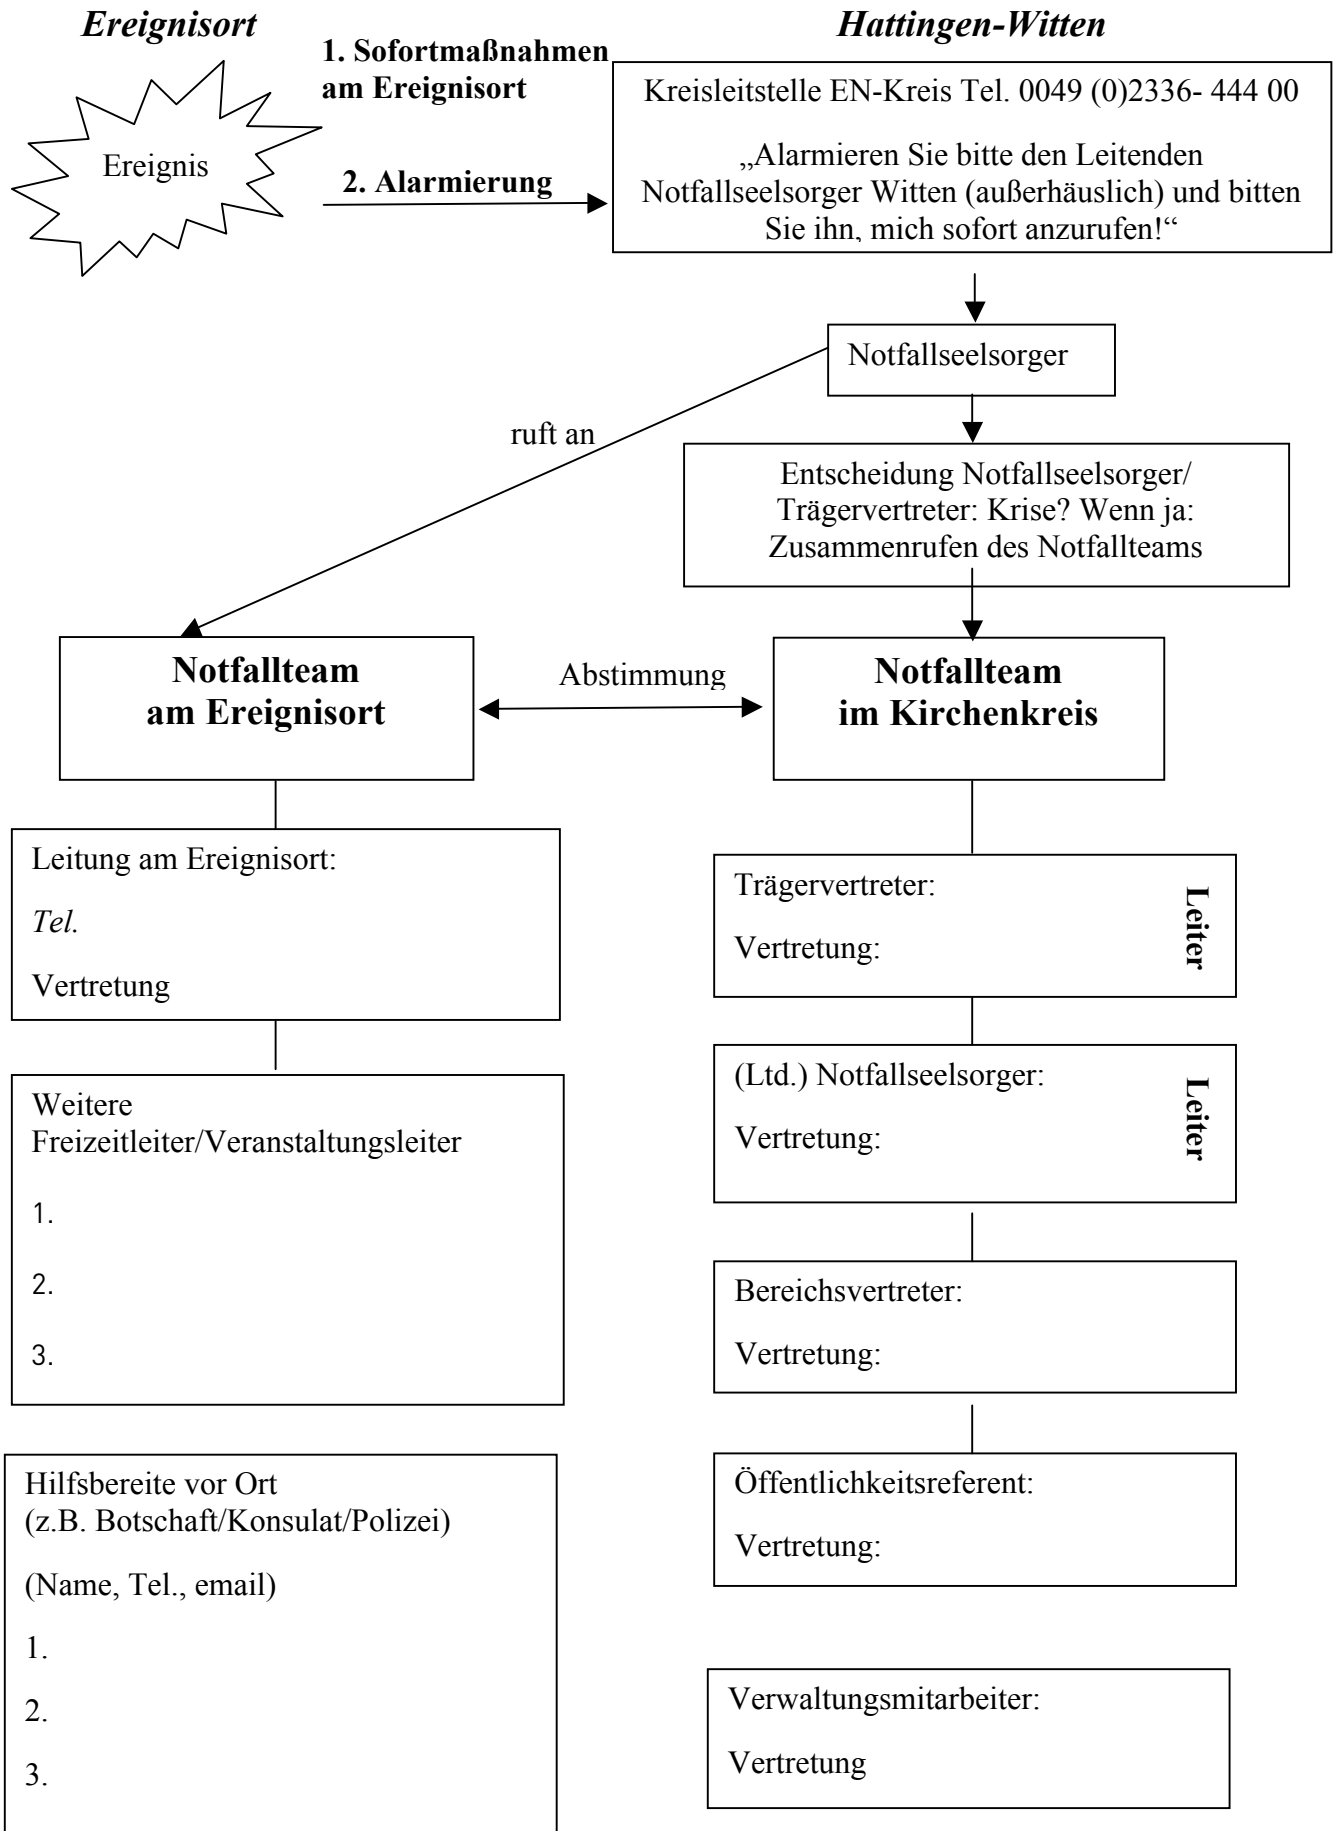 Ereignisort
Hattingen-Witten
1. Sofortmaßnahmen
am Ereignisort
Ereignis
2. Alarmierung
Kreisleitstelle EN-Kreis Tel. 0049 (0)2336- 444 00
„Alarmieren Sie bitte den Leitenden
Notfallseelsorger Witten (außerhäuslich) und bitten
Sie ihn, mich sofort anzurufen!“
Notfallseelsorger
ruft an
Entscheidung Notfallseelsorger/
Trägervertreter: Krise? Wenn ja:
Zusammenrufen des Notfallteams
Notfallteam
am Ereignisort
Abstimmung
Notfallteam
im Kirchenkreis
Leitung am Ereignisort:
Tel.
Vertretung
Weitere
Freizeitleiter/Veranstaltungsleiter
1.
2.
3.
Hilfsbereite vor Ort
(z.B. Botschaft/Konsulat/Polizei)
(Name, Tel., email)
1.
2.
3.
Trägervertreter:
Vertretung:
Leiter
(Ltd.) Notfallseelsorger:
Vertretung:
Leiter
Bereichsvertreter:
Vertretung:
Öffentlichkeitsreferent:
Vertretung:
Verwaltungsmitarbeiter:
Vertretung